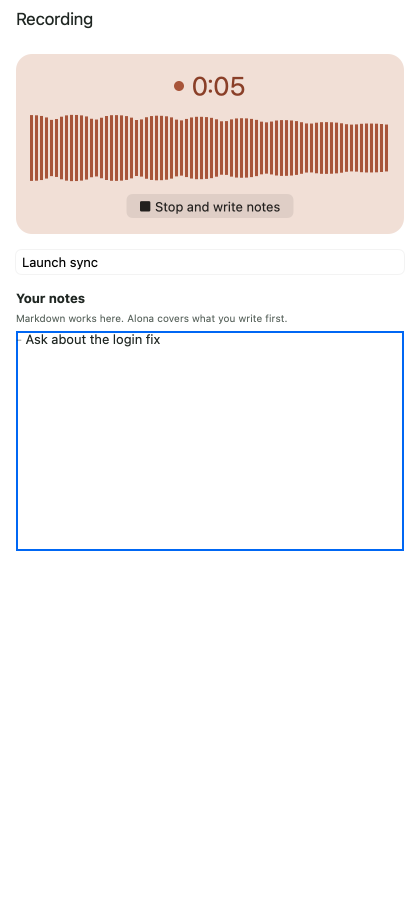 Recording
0:05
Stop and write notes
Launch sync
Your notes
Markdown works here. Alona covers what you write first.
- Ask about the login fix